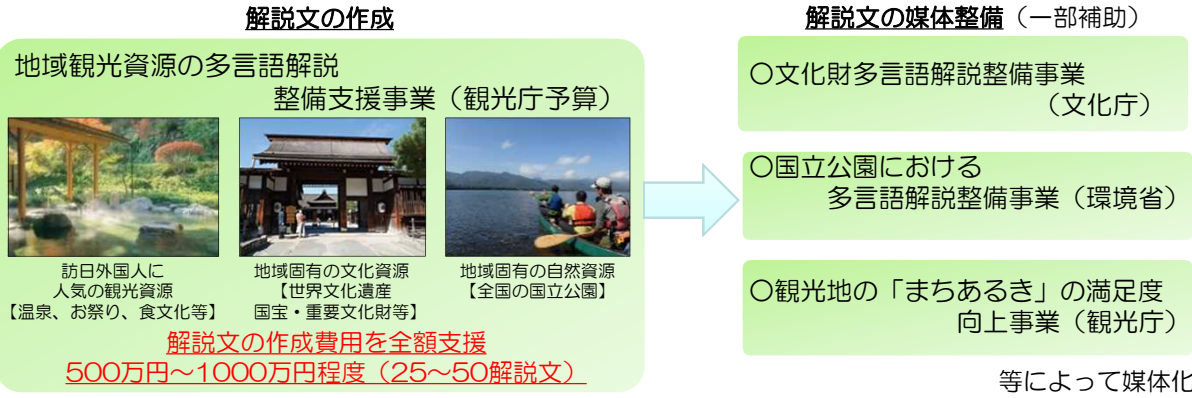 解説文の作成
地域観光資源の多言語解説
整備支援事業（観光庁予算）
訪日外国人に
人気の観光資源
【温泉、お祭り、食文化等】
地域固有の文化資源
【世界文化遺産
国宝・重要文化財等】
地域固有の自然資源
【全国の国立公園】
解説文の作成費用を全額支援
500万円～1000万円程度（25～50解説文）
解説文の媒体整備（一部補助）
〇文化財多言語解説整備事業
（文化庁）
〇国立公園における
多言語解説整備事業（環境省）
〇観光地の「まちあるき」の満足度
向上事業（観光庁）
等によって媒体化